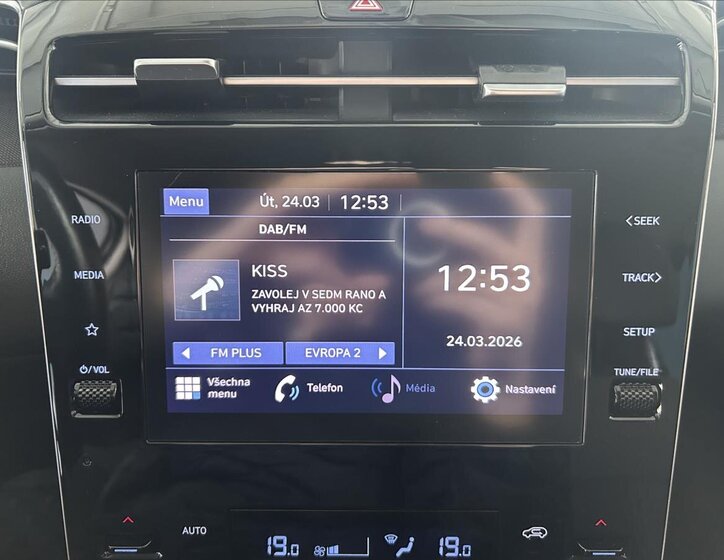 Menu Út, 24.03 12:53
DAB/FM
KISS
ZAVOLEJ V SEDM RANO A
VYHRAJ AZ 7.000 KC
FM PLUS EVROPA 2
12:53
24.03.2026
Všechna
menu
Telefon
Média
Nastavení
RADIO
MEDIA
⏻/VOL
<SEEK
TRACK>
SETUP
TUNE/FILE
AUTO
19.0
19.0